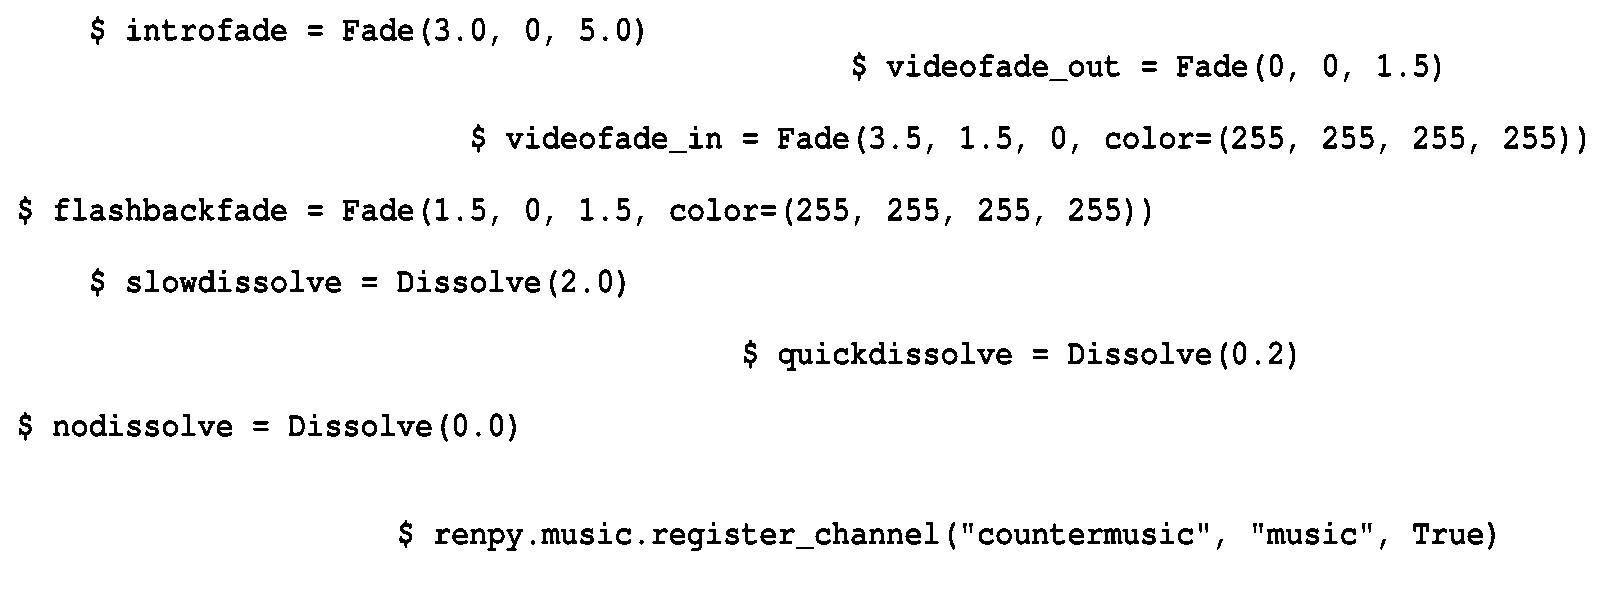 $ introfade = Fade(3.0, 0, 5.0)
$ videofade_out = Fade(0, 0, 1.5)
$ videofade_in = Fade(3.5, 1.5, 0, color=(255, 255, 255, 255))
$ flashbackfade = Fade(1.5, 0, 1.5, color=(255, 255, 255, 255))
$ slowdissolve = Dissolve(2.0)
$ quickdissolve = Dissolve(0.2)
$ nodissolve = Dissolve(0.0)
$ renpy.music.register_channel("countermusic", "music", True)